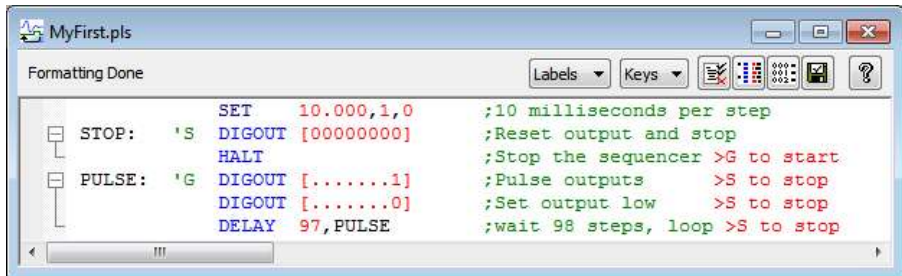 MyFirst.pls
Formatting Done Labels Keys
SET 10.000,1,0 ;10 milliseconds per step
STOP: 'S DIGOUT [00000000] ;Reset output and stop
HALT ;Stop the sequencer >G to start
PULSE: 'G DIGOUT [.......1] ;Pulse outputs >S to stop
DIGOUT [.......0] ;Set output low >S to stop
DELAY 97,PULSE ;wait 98 steps, loop >S to stop